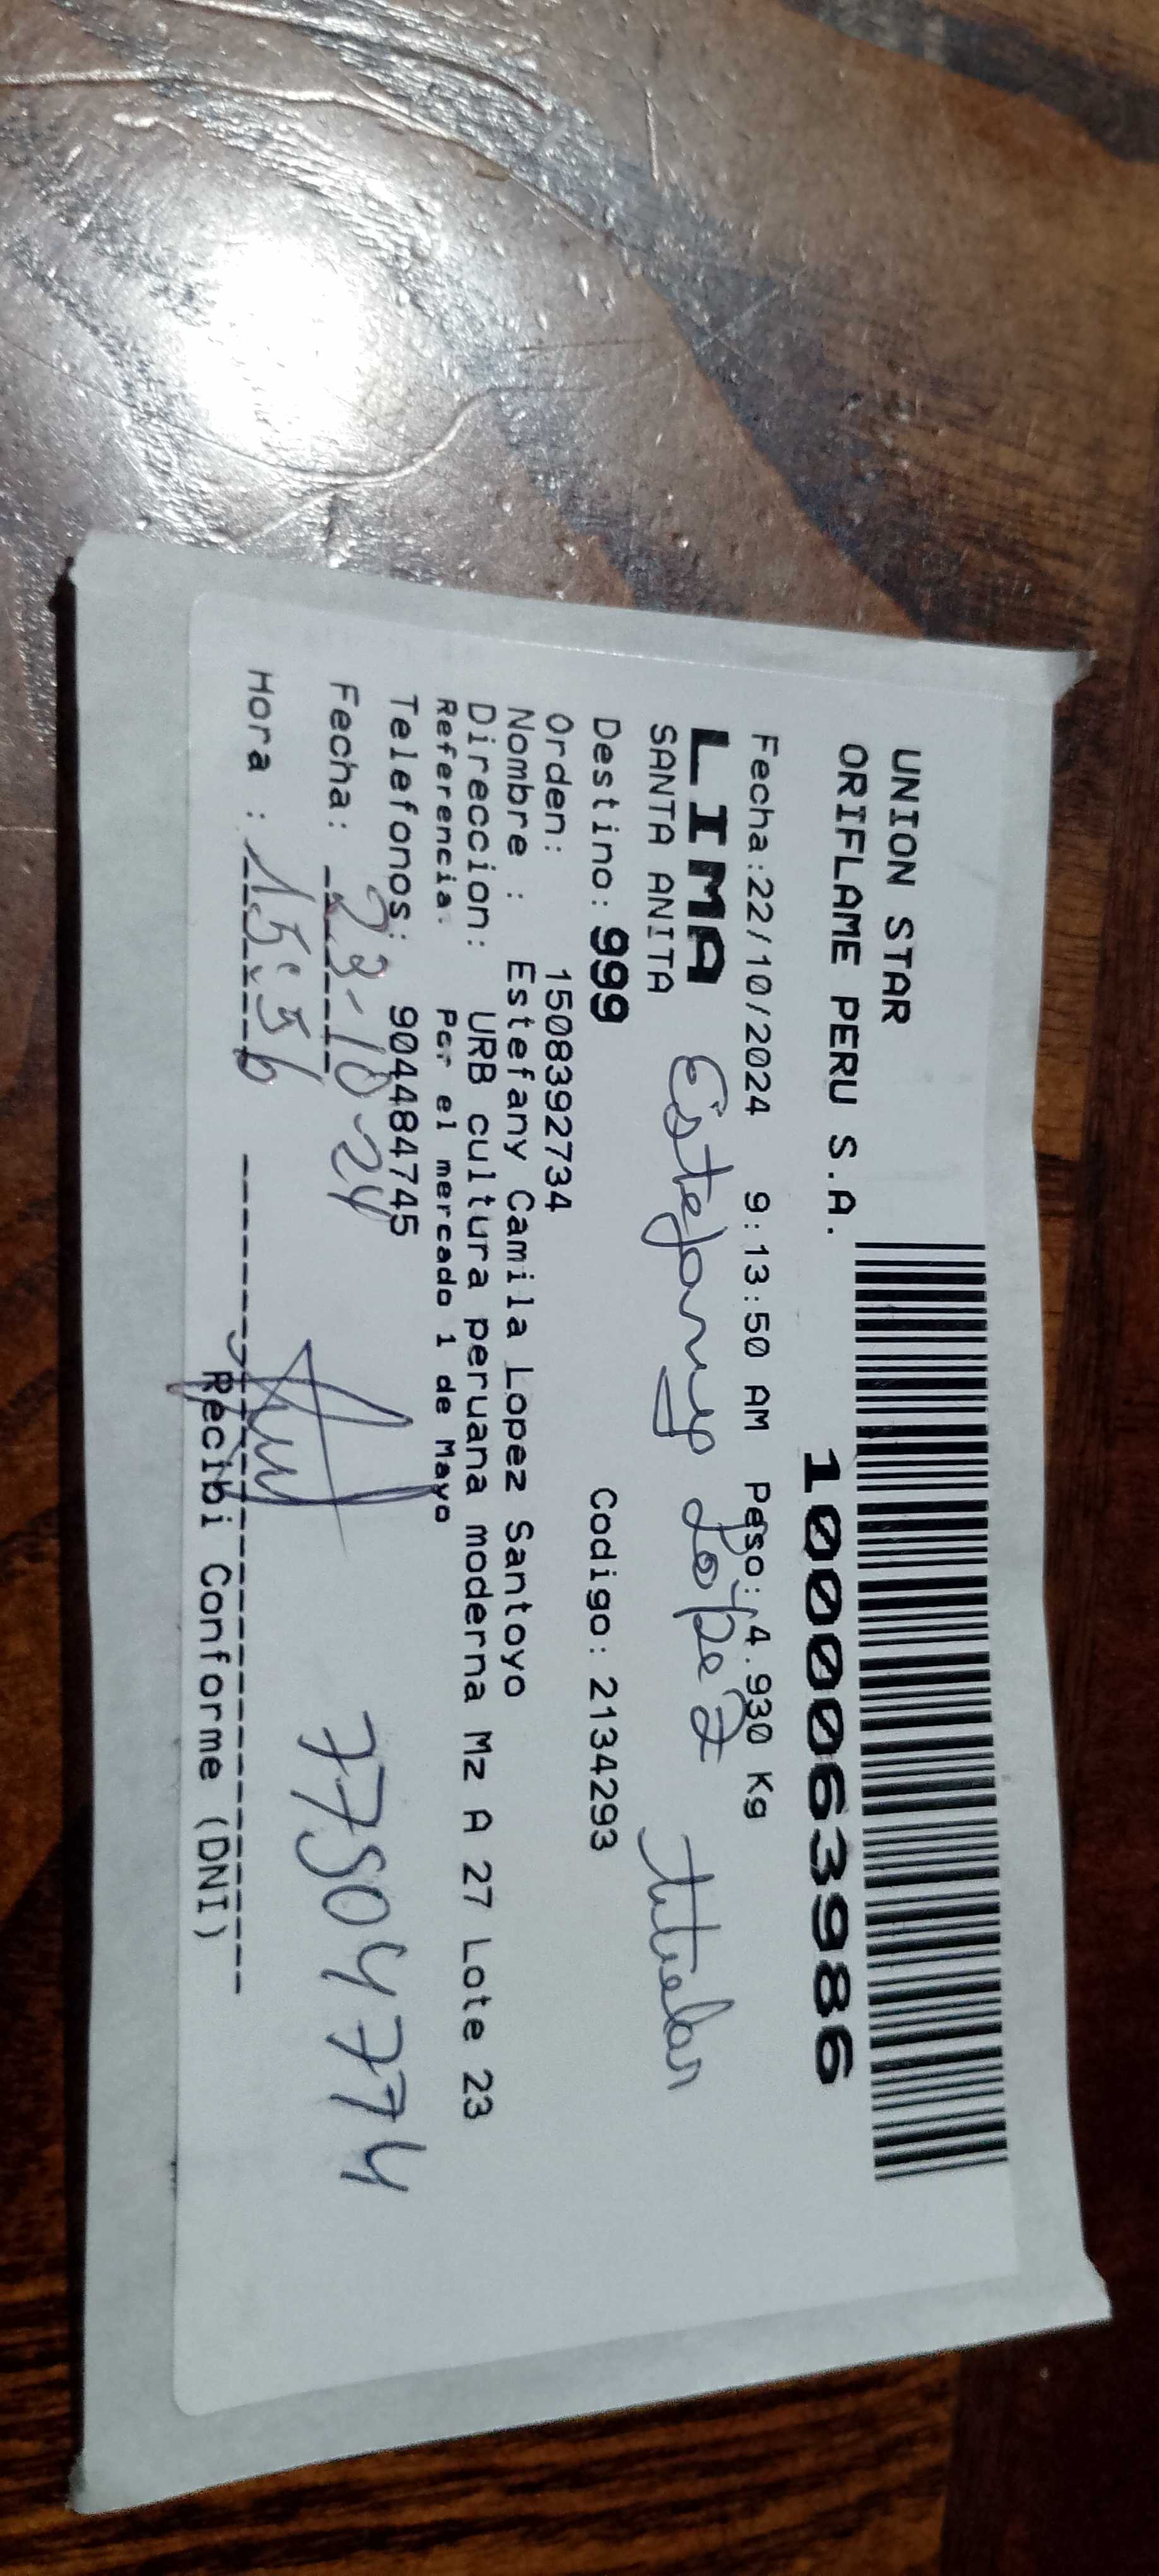 UNION STAR
ORIFLAME PERU S.A.
1000063986
Fecha:22/10/2024 9:13:50 AM Peso: 4.930 Kg
LIMA
SANTA ANITA
Estefany López titular
Destino: 999 Codigo: 2134293
Orden: 1508392734
Nombre : Estefany Camila Lopez Santoyo
Direccion: URB cultura peruana moderna Mz A 27 Lote 23
Referencia. Por el mercado 1 de Mayo
Telefonos: 904484745
Fecha: 23-10-24
77504774
Hora : 15:56
Recibi Conforme (DNI)